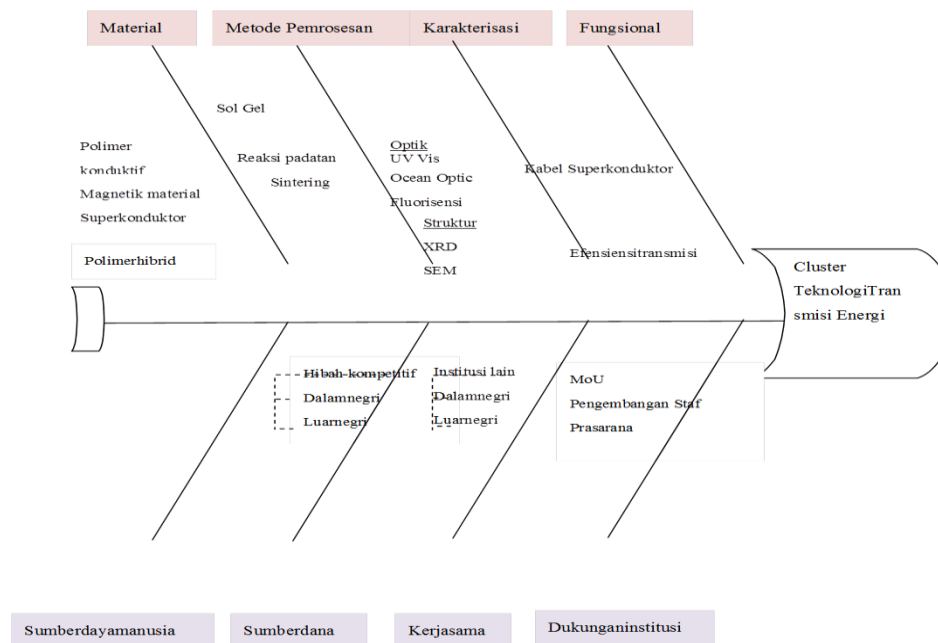 Material
Metode Pemrosesan
Karakterisasi
Fungsional
Sol Gel
Polimer
konduktif
Magnetik material
Superkonduktor
Polimerhibrid
Reaksi padatan
Sintering
Optik
UV Vis
Ocean Optic
Fluorisensi
Struktur
XRD
SEM
Kabel Superkonduktor
Efensiensitransmisi
Cluster
TeknologiTran
smisi Energi
Hibah kompetitif
Dalamnegri
Luarnegri
Institusi lain
Dalamnegri
Luarnegri
MoU
Pengembangan Staf
Prasarana
Sumberdayamanusia
Sumberdana
Kerjasama
Dukunganinstitusi